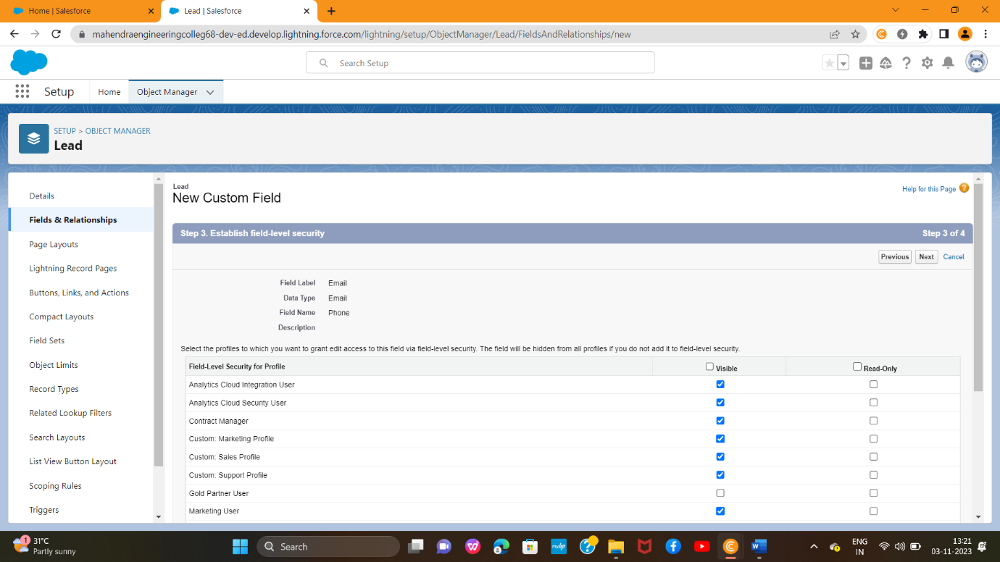 Home | Salesforce
Lead | Salesforce
mahendraengineeringcolleg68-dev-ed.develop.lightning.force.com/lightning/setup/ObjectManager/Lead/FieldsAndRelationships/new
Search Setup
Setup
Home
Object Manager
SETUP > OBJECT MANAGER
Lead
Details
Fields & Relationships
Page Layouts
Lightning Record Pages
Buttons, Links, and Actions
Compact Layouts
Field Sets
Object Limits
Record Types
Related Lookup Filters
Search Layouts
List View Button Layout
Scoping Rules
Triggers
Lead
New Custom Field
Help for this Page
Step 3. Establish field-level security Step 3 of 4
Previous Next Cancel
Field Label Email
Data Type Email
Field Name Phone
Description
Select the profiles to which you want to grant edit access to this field via field-level security. The field will be hidden from all profiles if you do not add it to field-level security.
Field-Level Security for Profile Visible Read-Only
Analytics Cloud Integration User
Analytics Cloud Security User
Contract Manager
Custom: Marketing Profile
Custom: Sales Profile
Custom: Support Profile
Gold Partner User
Marketing User
1
31°C
Partly sunny
Search
ENG
IN
13:21
03-11-2023